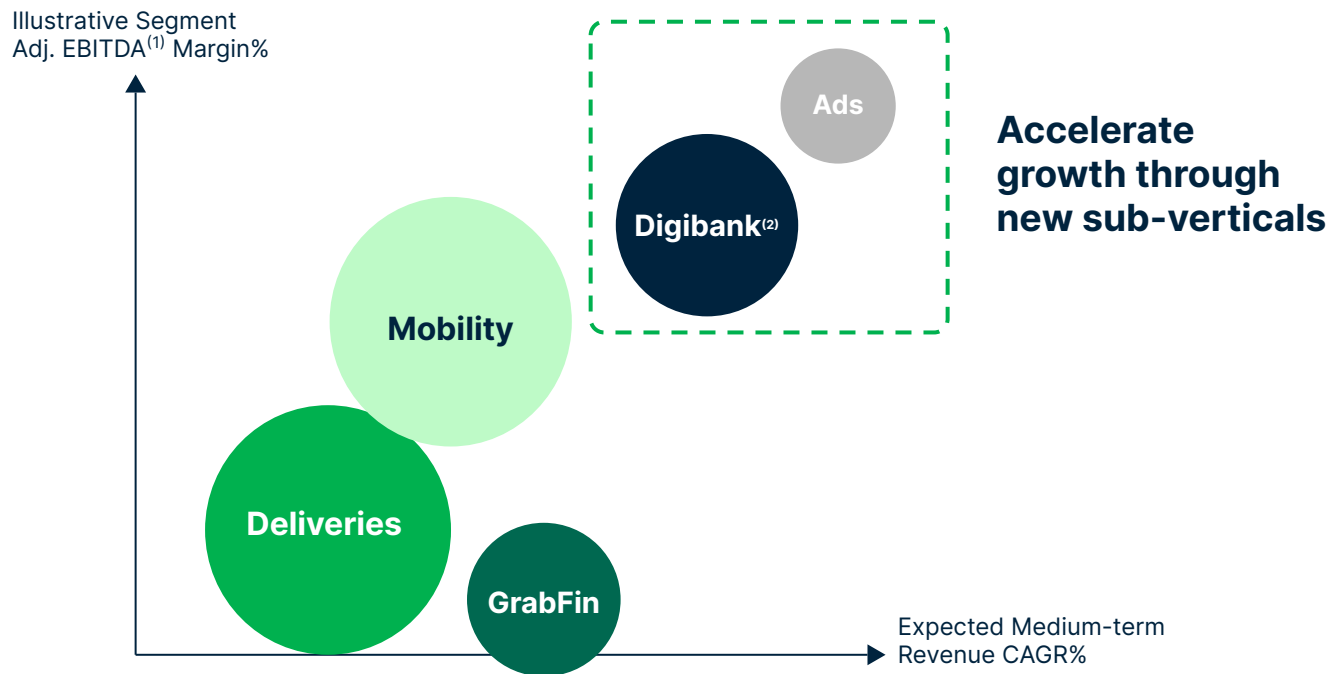 Illustrative Segment
Adj. EBITDA(1) Margin%
Ads
Accelerate
growth through
new sub-verticals
Digibank(2)
Mobility
Deliveries
GrabFin
Expected Medium-term
Revenue CAGR%